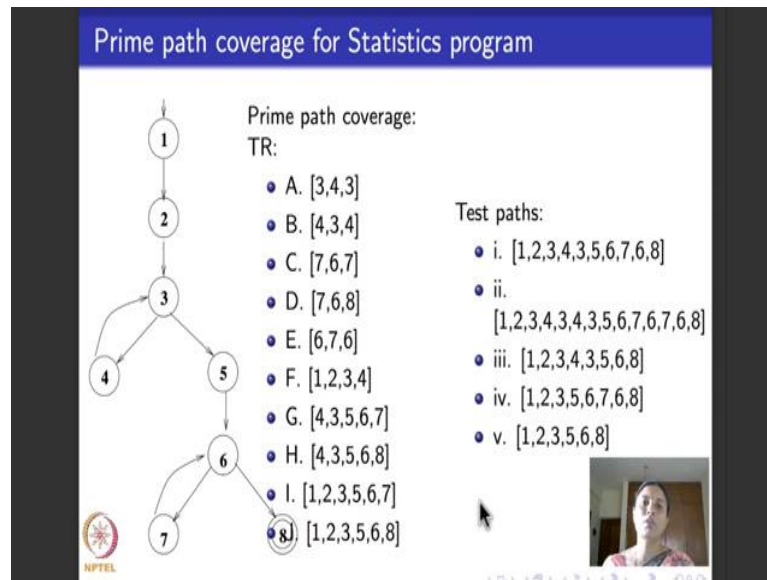 Prime path coverage for Statistics program
1
2
3
4
5
6
7
8
Prime path coverage:
TR:
A. [3,4,3]
B. [4,3,4]
C. [7,6,7]
D. [7,6,8]
E. [6,7,6]
F. [1,2,3,4]
G. [4,3,5,6,7]
H. [4,3,5,6,8]
I. [1,2,3,5,6,7]
J. [1,2,3,5,6,8]
Test paths:
i. [1,2,3,4,3,5,6,7,6,8]
ii.
[1,2,3,4,3,4,3,5,6,7,6,7,6,8]
iii. [1,2,3,4,3,5,6,8]
iv. [1,2,3,5,6,7,6,8]
v. [1,2,3,5,6,8]
NPTEL